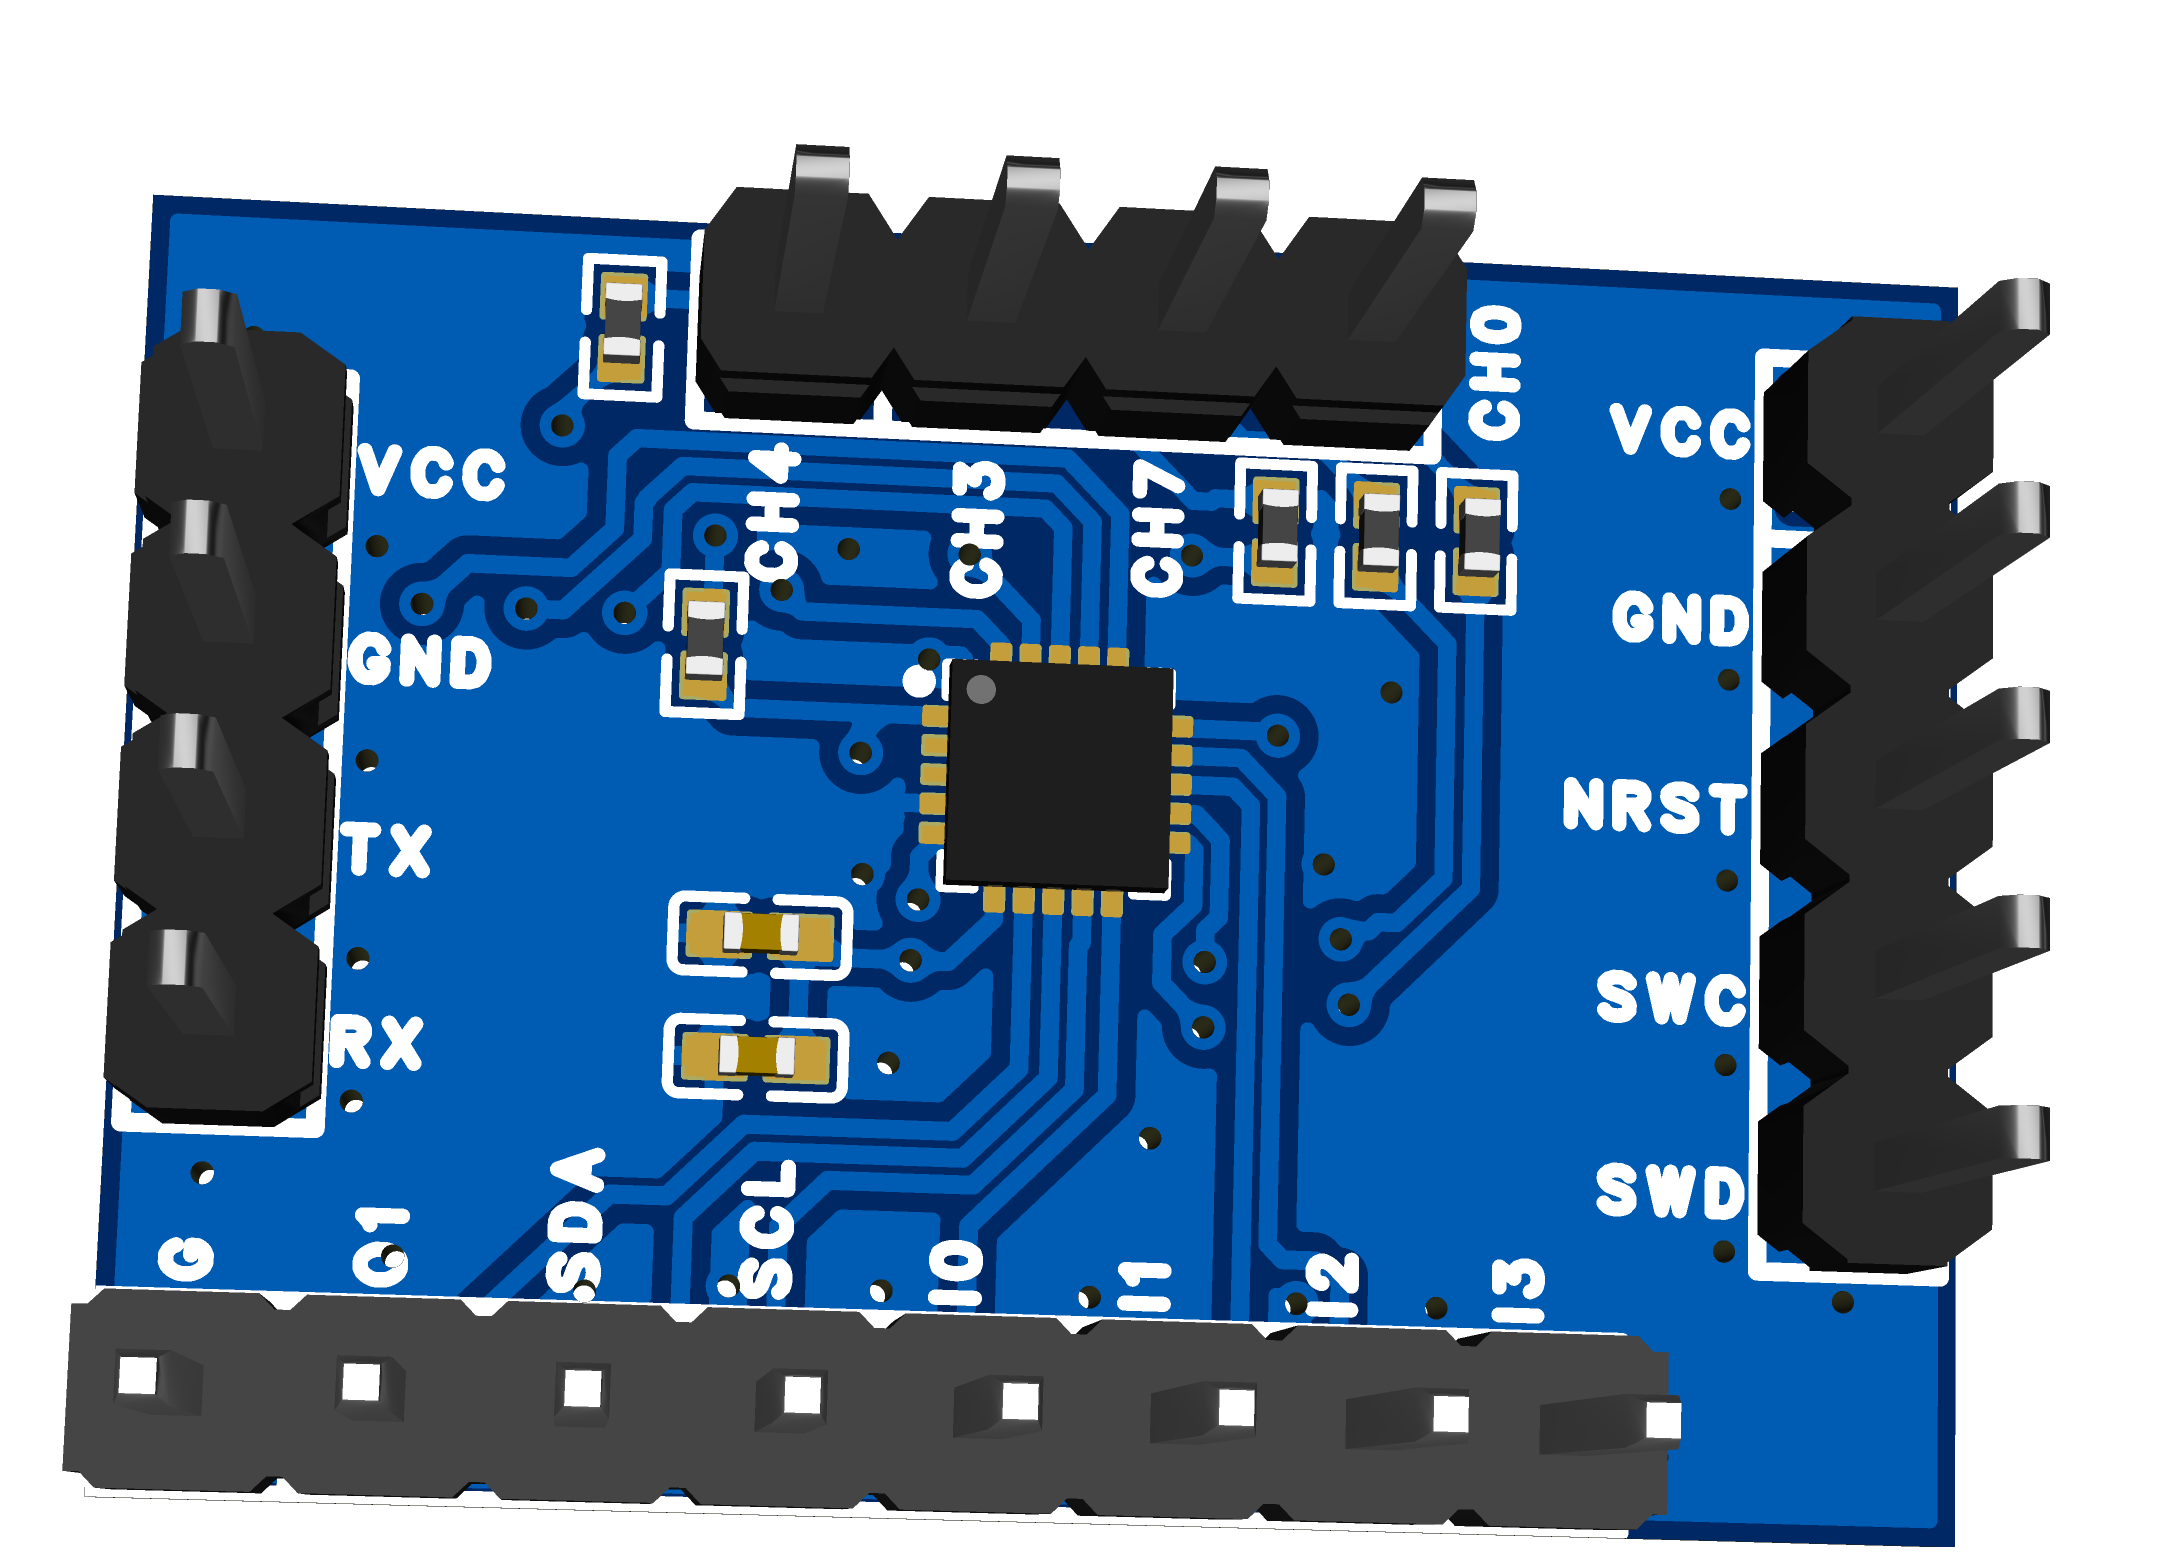 CH0
VCC
VCC
CH4
CH3
CH7
GND
GND
NRST
TX
SWC
RX
SWD
G
C1
SDA
SCL
I0
I1
I2
I3